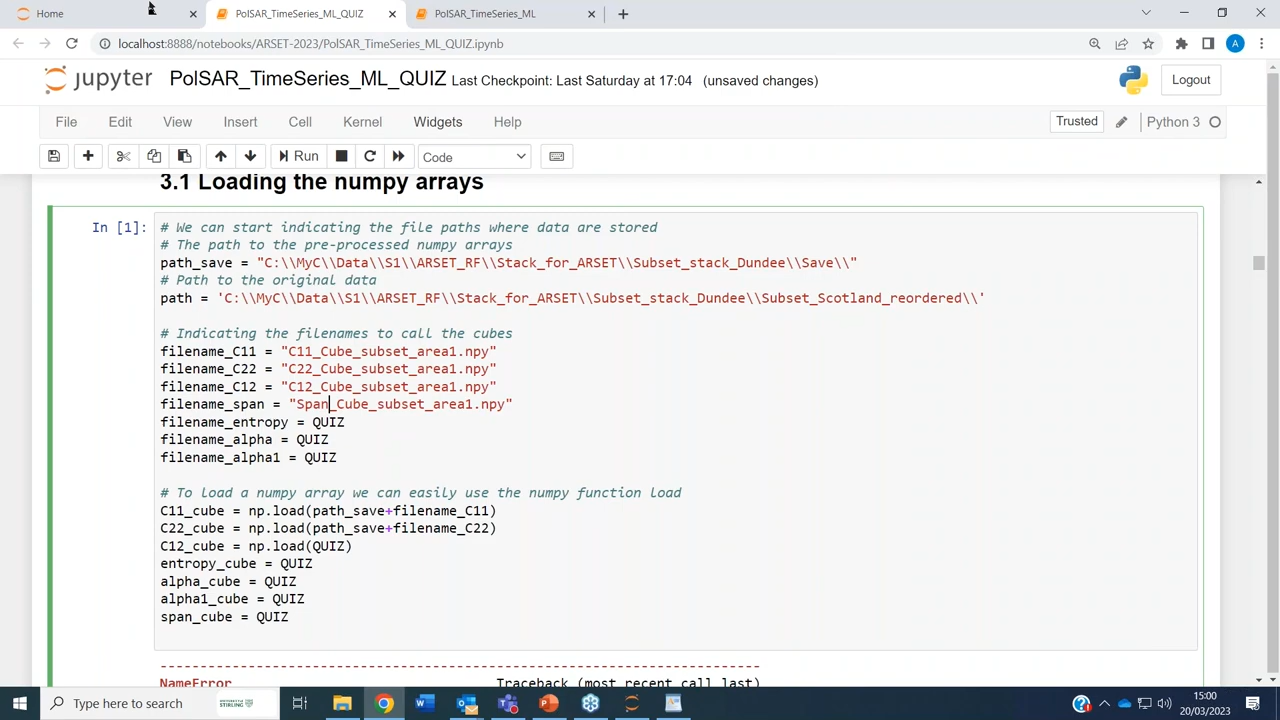 Home
PolSAR_TimeSeries_ML_QUIZ
PolSAR_TimeSeries_ML
localhost:8888/notebooks/ARSET-2023/PolSAR_TimeSeries_ML_QUIZ.ipynb
A
jupyter PolSAR_TimeSeries_ML_QUIZ Last Checkpoint: Last Saturday at 17:04 (unsaved changes)
Logout
File Edit View Insert Cell Kernel Widgets Help
Trusted
Python 3
Run
Code
3.1 Loading the numpy arrays
In [1]:
# We can start indicating the file paths where data are stored
# The path to the pre-processed numpy arrays
path_save = "C:\\MyC\\Data\\S1\\ARSET_RF\\Stack_for_ARSET\\Subset_stack_Dundee\\Save\\"
# Path to the original data
path = 'C:\\MyC\\Data\\S1\\ARSET_RF\\Stack_for_ARSET\\Subset_stack_Dundee\\Subset_Scotland_reordered\\'
# Indicating the filenames to call the cubes
filename_C11 = "C11_Cube_subset_area1.npy"
filename_C22 = "C22_Cube_subset_area1.npy"
filename_C12 = "C12_Cube_subset_area1.npy"
filename_span = "Span_Cube_subset_area1.npy"
filename_entropy = QUIZ
filename_alpha = QUIZ
filename_alpha1 = QUIZ
# To load a numpy array we can easily use the numpy function load
C11_cube = np.load(path_save+filename_C11)
C22_cube = np.load(path_save+filename_C22)
C12_cube = np.load(QUIZ)
entropy_cube = QUIZ
alpha_cube = QUIZ
alpha1_cube = QUIZ
span_cube = QUIZ
---------------------------------------------------------------------------
NameError Traceback (most recent call last)
Type here to search
UNIVERSITY of STIRLING
15:00
20/03/2023